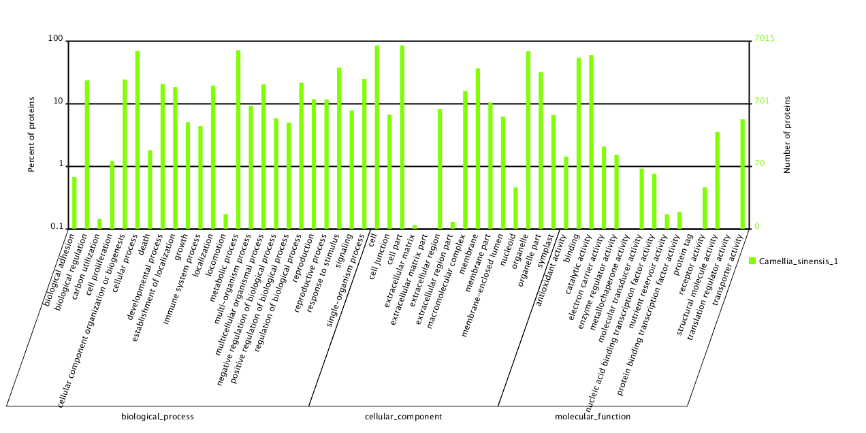 100
10
1
0.1
Percent of proteins
7015
701
70
0
Number of proteins
biological adhesion
biological regulation
carbon utilization
cell proliferation
cellular component organization or biogenesis
cellular process
death
developmental process
establishment of localization
growth
immune system process
localization
locomotion
metabolic process
multi-organism process
multicellular organismal process
negative regulation of biological process
positive regulation of biological process
regulation of biological process
reproduction
reproductive process
response to stimulus
signaling
single-organism process
cell
cell junction
cell part
extracellular matrix
extracellular matrix part
extracellular region
extracellular region part
macromolecular complex
membrane
membrane part
membrane-enclosed lumen
nucleoid
organelle
organelle part
symplast
antioxidant activity
binding
catalytic activity
electron carrier activity
enzyme regulator activity
metallochaperone activity
molecular transducer activity
nucleic acid binding transcription factor activity
nutrient reservoir activity
protein binding transcription factor activity
protein tag
receptor activity
structural molecule activity
translation regulator activity
transporter activity
biological_process
cellular_component
molecular_function
Camellia_sinensis_1